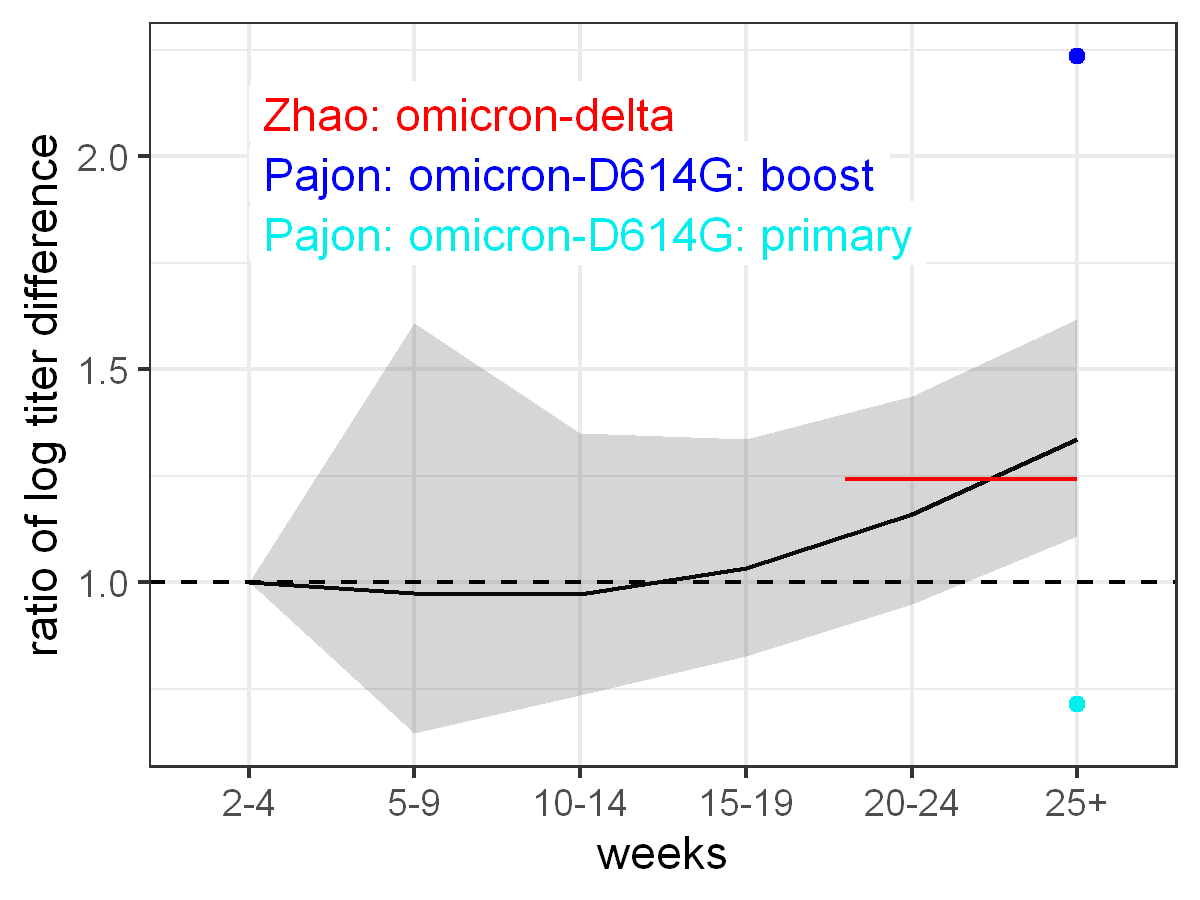 Zhao: omicron-delta
Pajon: omicron-D614G: boost
Pajon: omicron-D614G: primary
ratio of log titer difference
2.0
1.5
1.0
2-4 5-9 10-14 15-19 20-24 25+
weeks